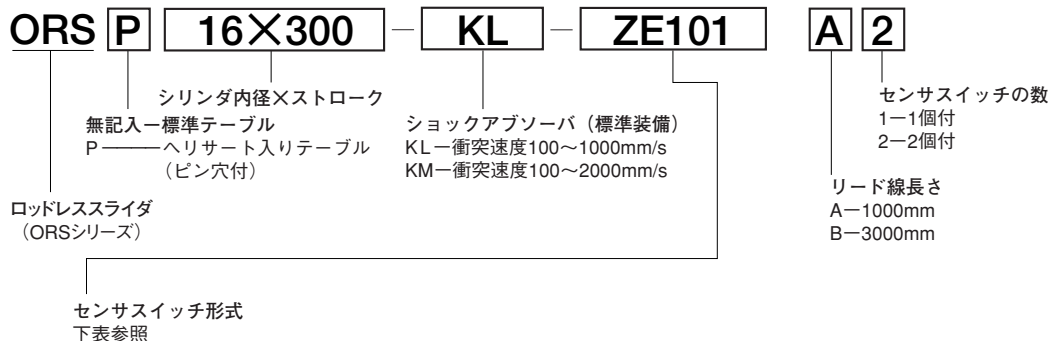 ORS P 16×300－KL－ZE101 A 2
シリンダ内径×ストローク
無記入ー標準テーブル
P――ヘリサート入りテーブル
（ピン穴付）
ショックアブソーバ（標準装備）
KLー衝突速度100～1000mm/s
KMー衝突速度100～2000mm/s
センサスイッチの数
1ー1個付
2ー2個付
リード線長さ
Aー1000mm
Bー3000mm
ロッドレススライダ
（ORSシリーズ）
センサスイッチ形式
下表参照